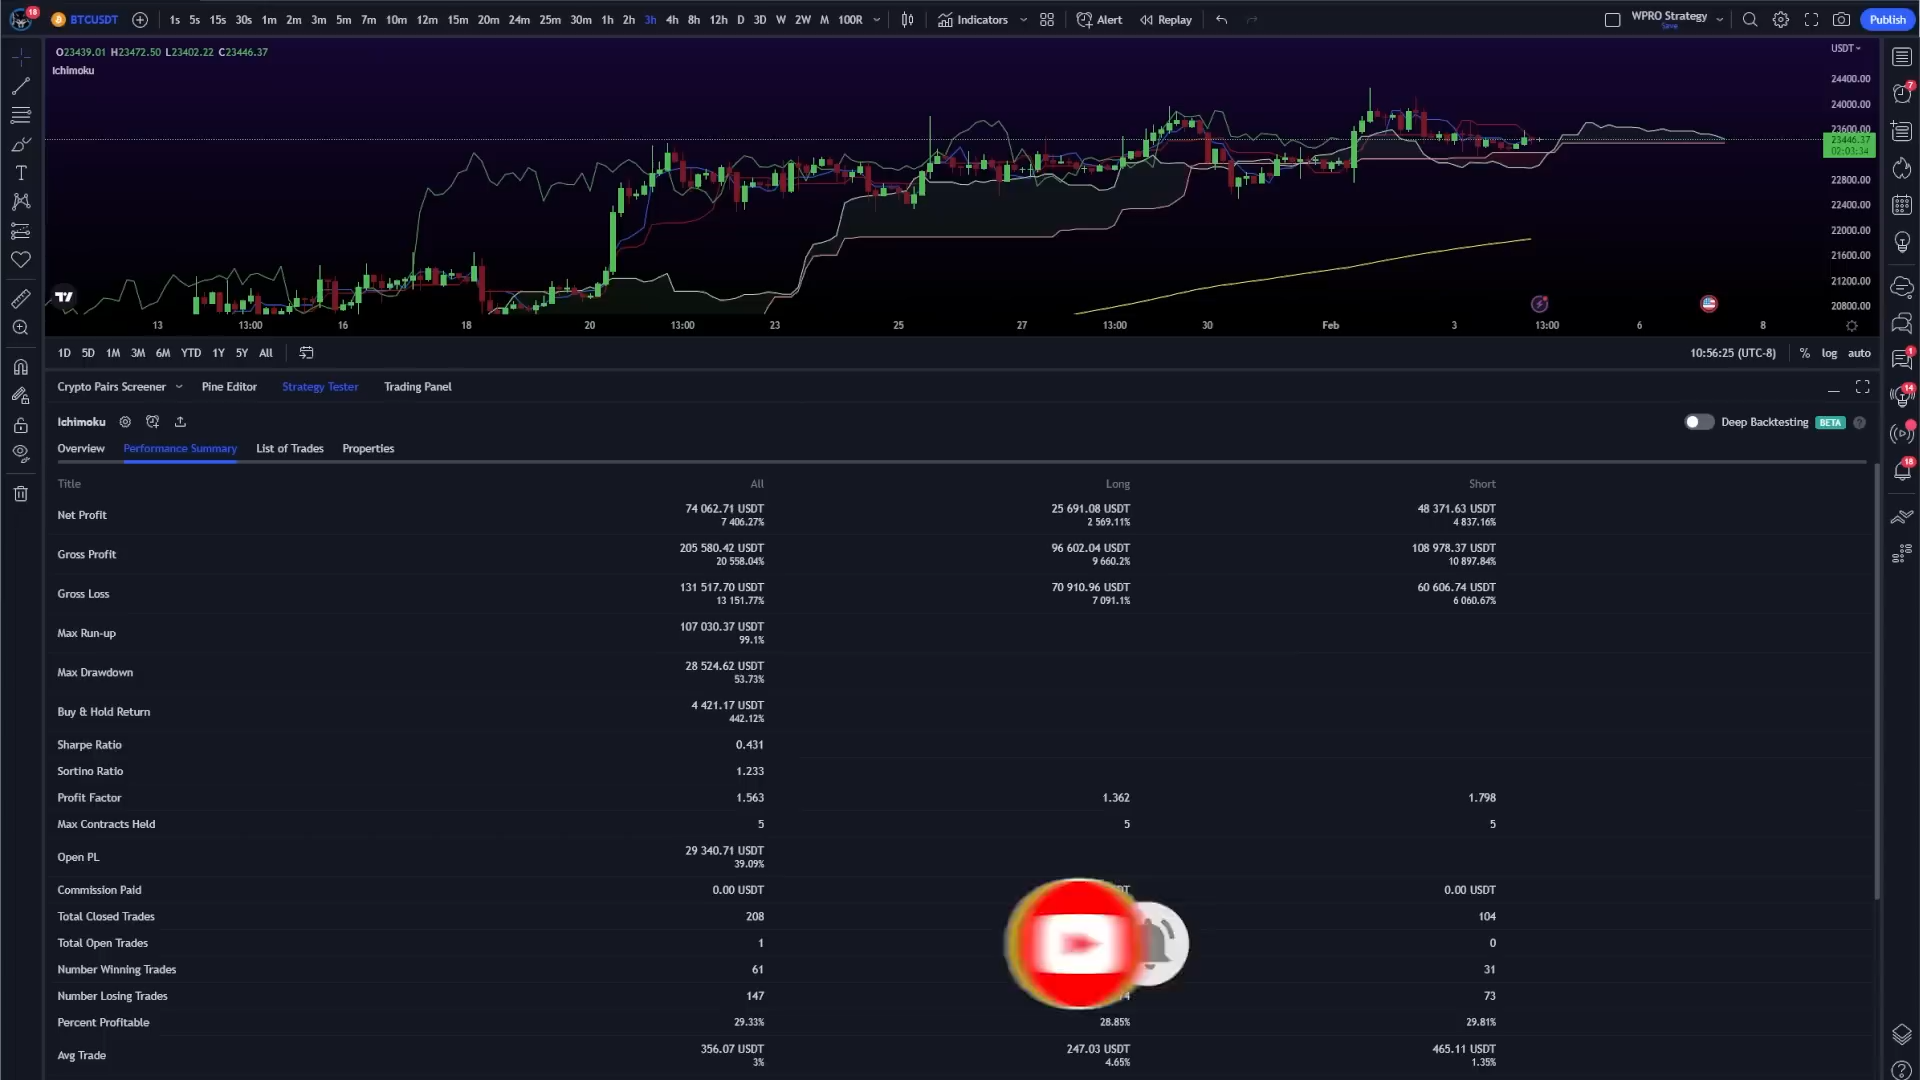 18 BTCUSDT 1s 5s 15s 30s 1m 2m 3m 5m 7m 10m 12m 15m 20m 24m 25m 30m 1h 2h 3h 4h 8h 12h D 3D W 2W M 100R Indicators Alert Replay WPRO Strategy Publish
Save
O23439.01 H23472.50 L23402.22 C23446.37
USDT
Ichimoku
24400.00
24000.00
23600.00
23446.37
02:03:34
22800.00
22400.00
22000.00
21600.00
21200.00
20800.00
7
1
14
18
13 13:00 16 18 20 13:00 23 25 27 13:00 30 Feb 3 13:00 6 8
1D 5D 1M 3M 6M YTD 1Y 5Y All 10:56:25 (UTC-8) % log auto
Crypto Pairs Screener Pine Editor Strategy Tester Trading Panel
Ichimoku Deep Backtesting BETA ?
Overview Performance Summary List of Trades Properties
Title All Long Short
Net Profit 74 062.71 USDT 25 691.08 USDT 48 371.63 USDT
7 406.27% 2 569.11% 4 837.16%
Gross Profit 205 580.42 USDT 96 602.04 USDT 108 978.37 USDT
20 558.04% 9 660.2% 10 897.84%
Gross Loss 131 517.70 USDT 70 910.96 USDT 60 606.74 USDT
13 151.77% 7 091.1% 6 060.67%
Max Run-up 107 030.37 USDT
99.1%
Max Drawdown 28 524.62 USDT
53.73%
Buy & Hold Return 4 421.17 USDT
442.12%
Sharpe Ratio 0.431
Sortino Ratio 1.233
Profit Factor 1.563 1.362 1.798
Max Contracts Held 5 5 5
Open PL 29 340.71 USDT
39.09%
Commission Paid 0.00 USDT 0.00 USDT
Total Closed Trades 208 104
Total Open Trades 1 0
Number Winning Trades 61 31
Number Losing Trades 147 73
Percent Profitable 29.33% 28.85% 29.81%
Avg Trade 356.07 USDT 247.03 USDT 465.11 USDT
3% 4.65% 1.35%